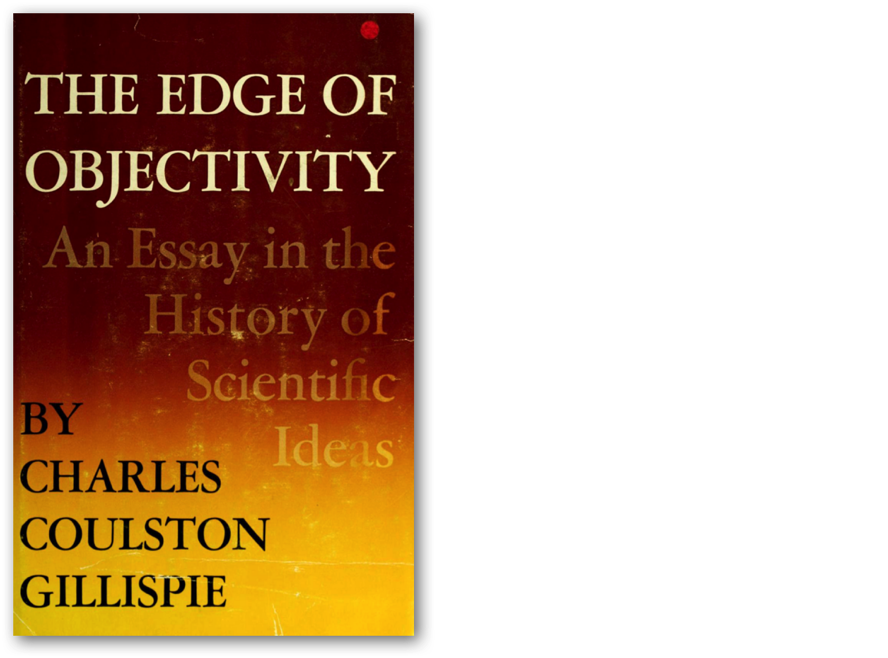 THE EDGE OF
OBJECTIVITY
An Essay in the
History of
Scientific
Ideas
BY
CHARLES
COULSTON
GILLISPIE